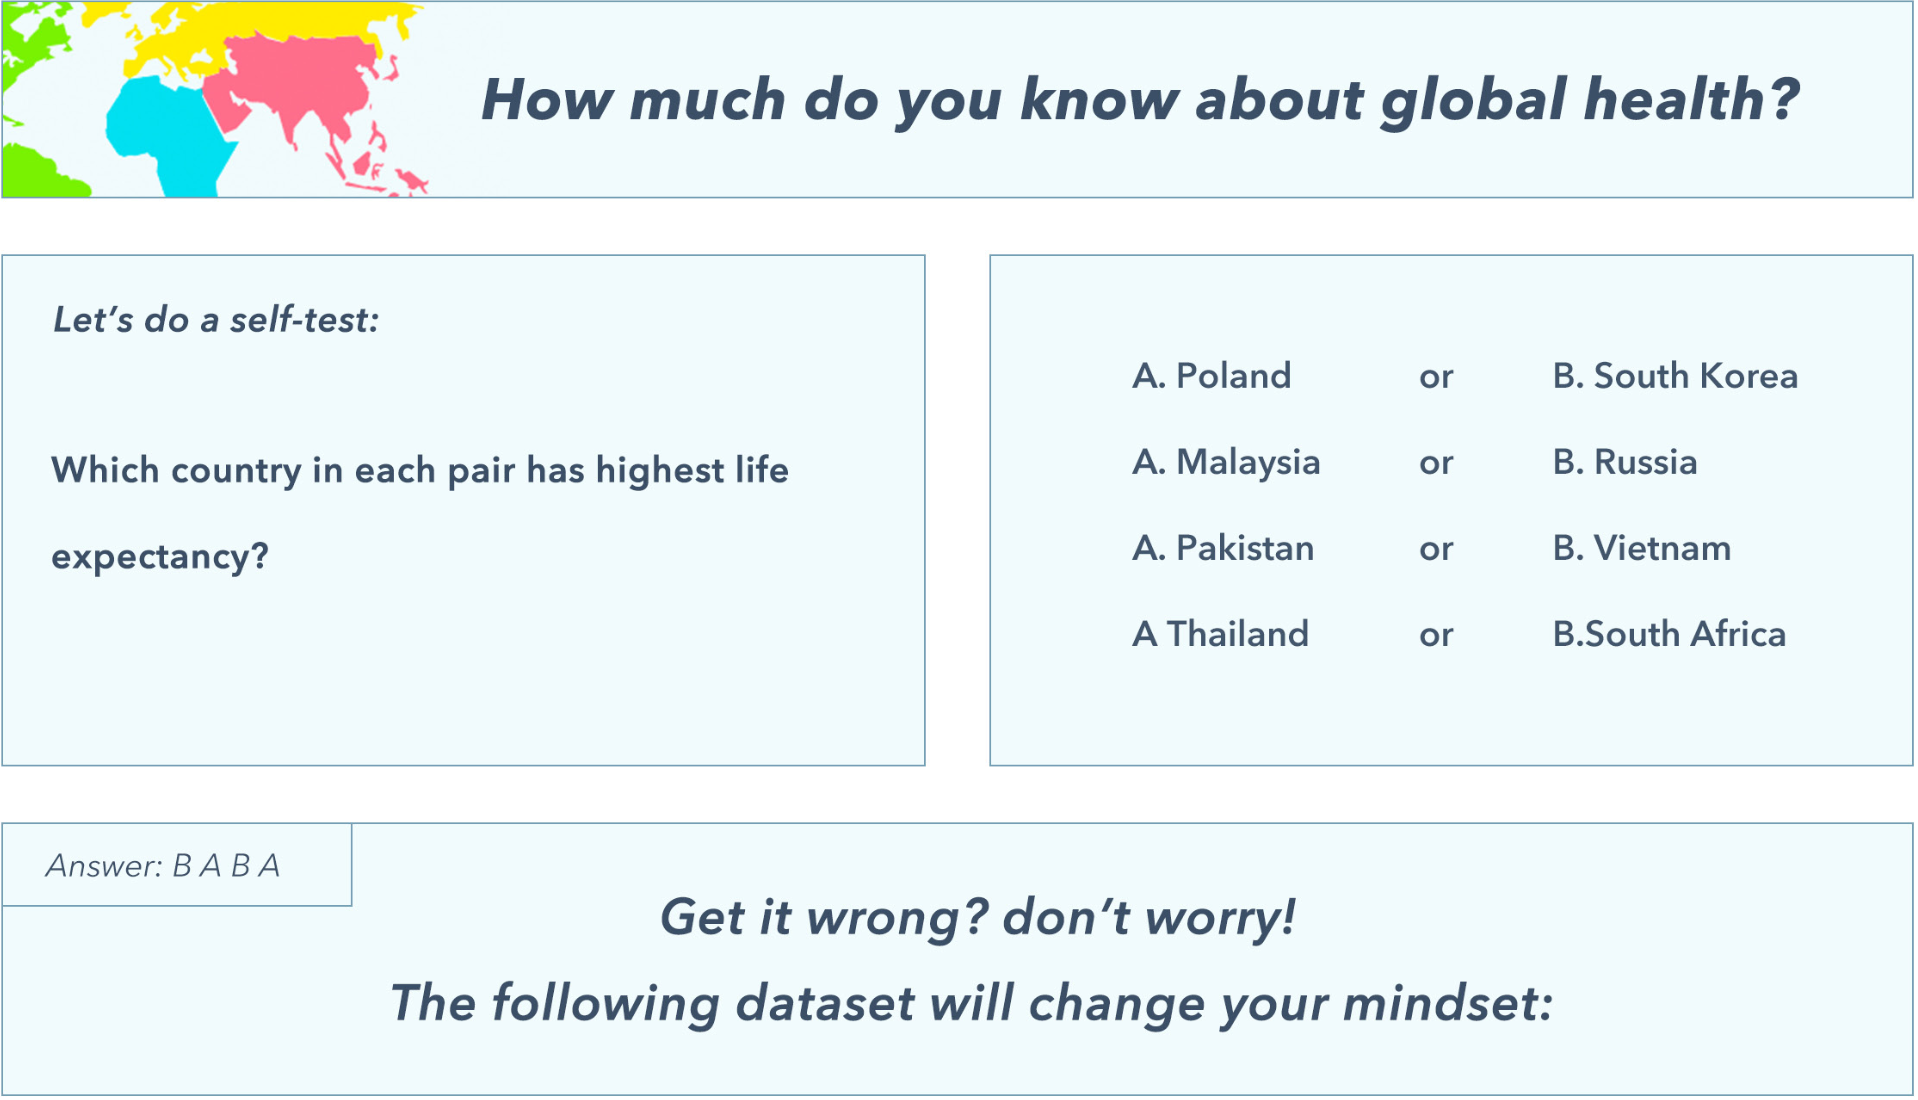 How much do you know about global health?
Let’s do a self-test:
Which country in each pair has highest life
expectancy?
A. Poland or B. South Korea
A. Malaysia or B. Russia
A. Pakistan or B. Vietnam
A Thailand or B.South Africa
Answer: B A B A
Get it wrong? don’t worry!
The following dataset will change your mindset: